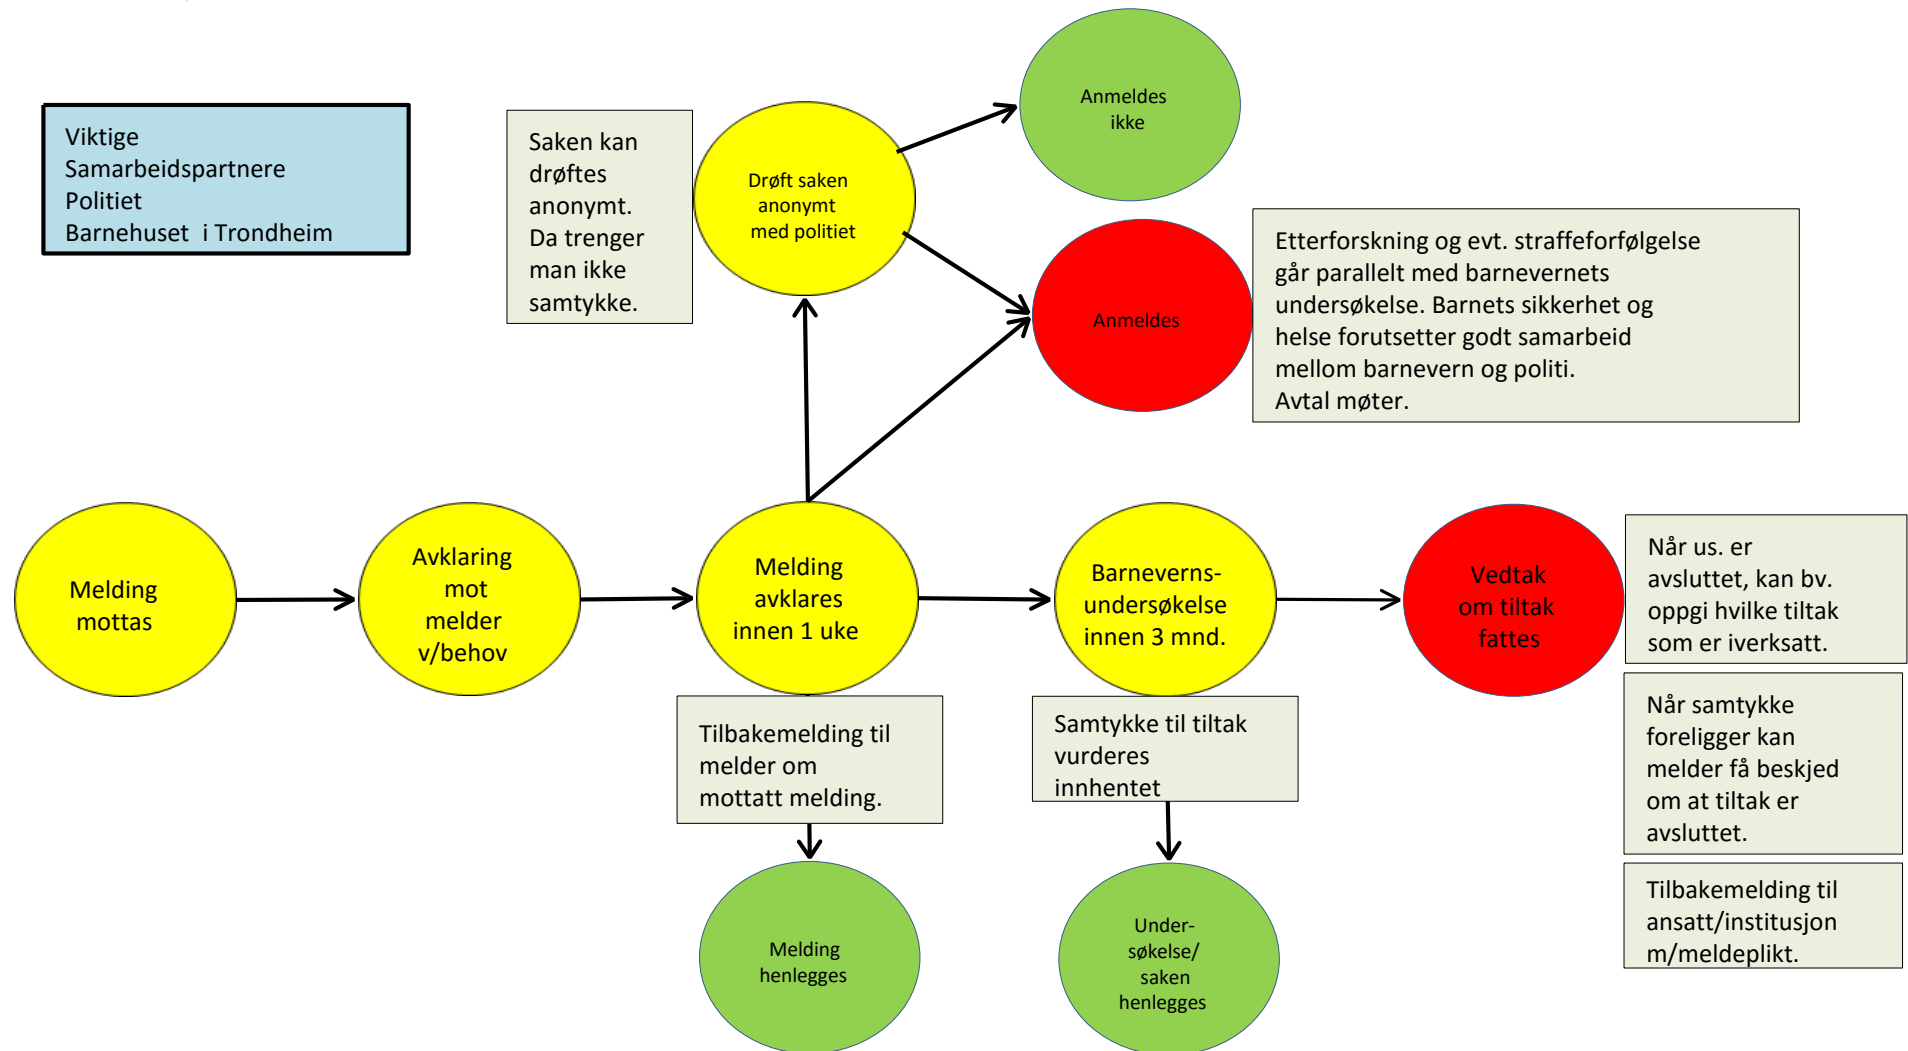 Viktige
Samarbeidspartnere
Politiet
Barnehuset i Trondheim
Saken kan
drøftes
anonymt.
Da trenger
man ikke
samtykke.
Drøft saken
anonymt
med politiet
Anmeldes
ikke
Anmeldes
Etterforskning og evt. straffeforfølgelse
går parallelt med barnevernets
undersøkelse. Barnets sikkerhet og
helse forutsetter godt samarbeid
mellom barnevern og politi.
Avtal møter.
Melding
mottas
Avklaring
mot
melder
v/behov
Melding
avklares
innen 1 uke
Barneverns-
undersøkelse
innen 3 mnd.
Vedtak
om tiltak
fattes
Når us. er
avsluttet, kan bv.
oppgi hvilke tiltak
som er iverksatt.
Når samtykke
foreligger kan
melder få beskjed
om at tiltak er
avsluttet.
Tilbakemelding til
ansatt/institusjon
m/meldeplikt.
Tilbakemelding til
melder om
mottatt melding.
Samtykke til tiltak
vurderes
innhentet
Melding
henlegges
Under-
søkelse/
saken
henlegges